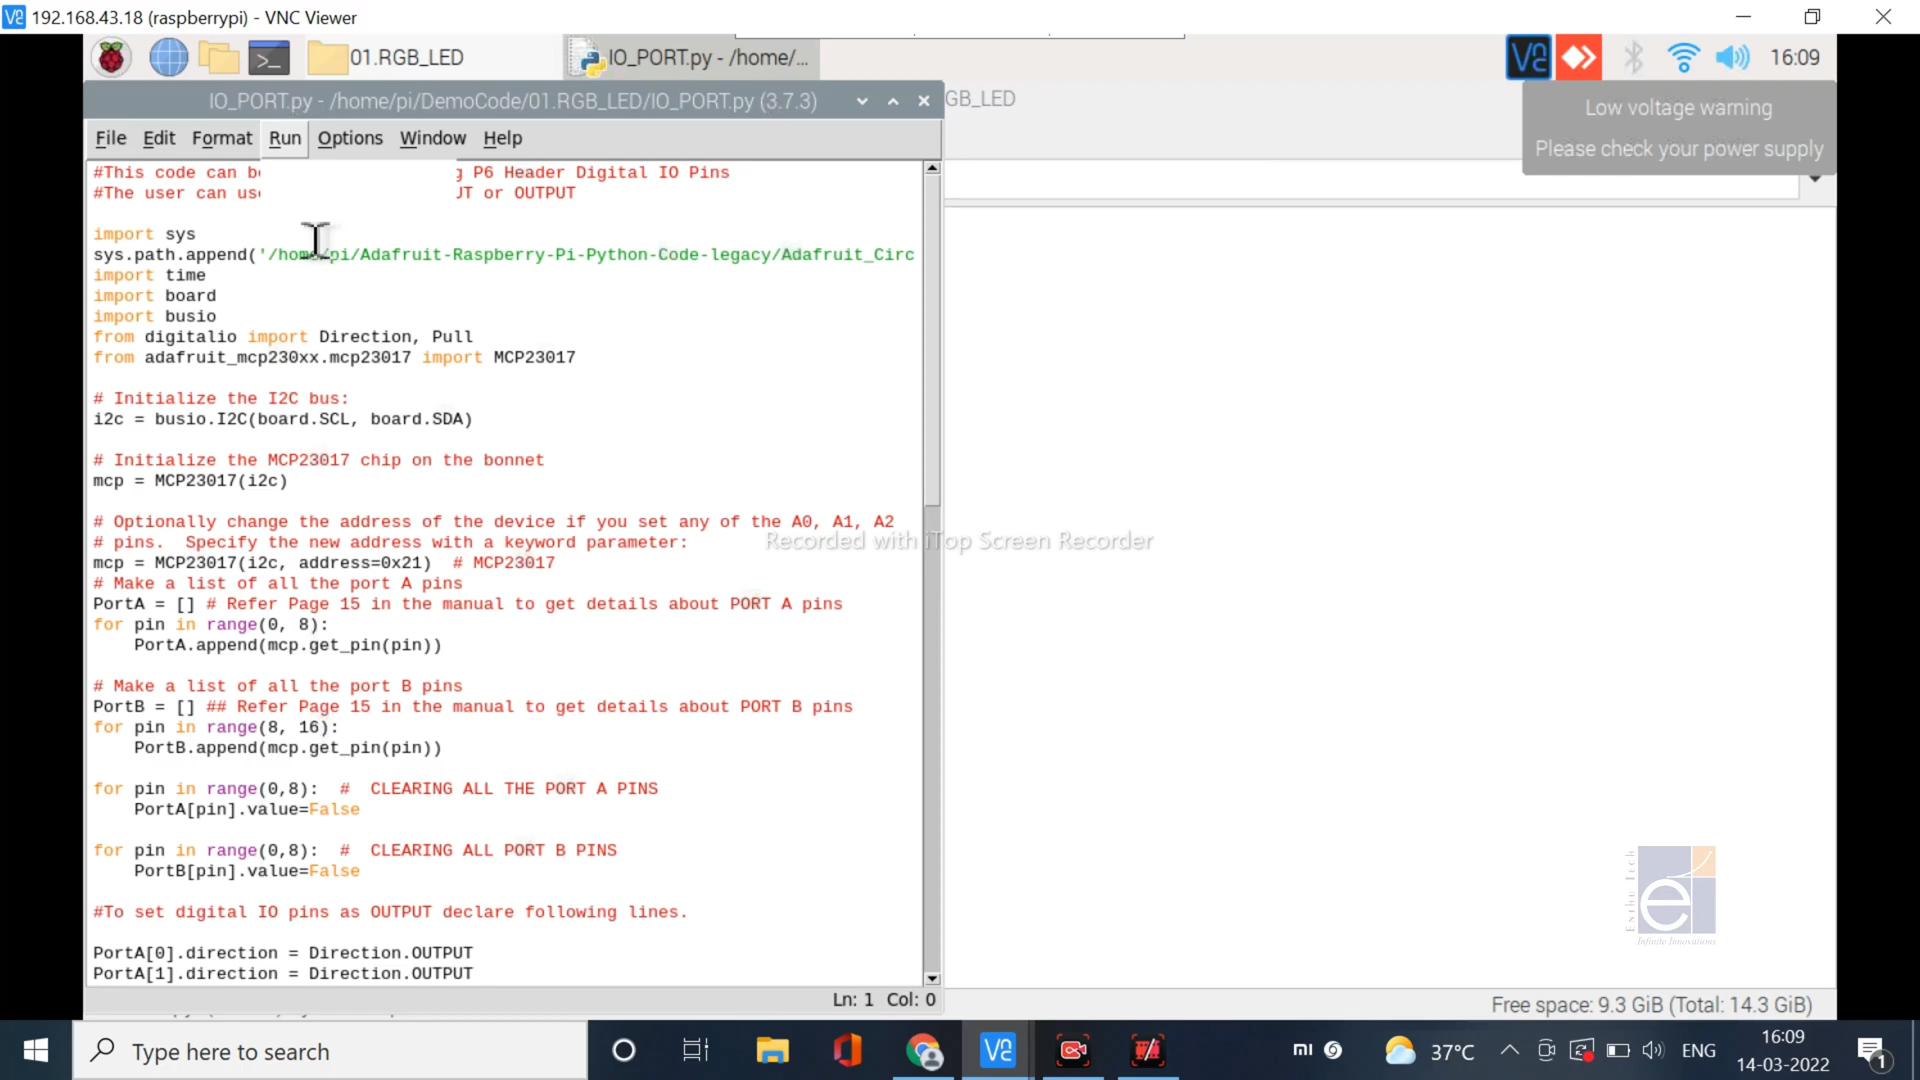 192.168.43.18 (raspberrypi) - VNC Viewer
01.RGB_LED
IO_PORT.py - /home/...
16:09
IO_PORT.py - /home/pi/DemoCode/01.RGB_LED/IO_PORT.py (3.7.3)
GB_LED
Low voltage warning
Please check your power supply
File Edit Format Run Options Window Help
#This code can be g P6 Header Digital IO Pins
#The user can use UT or OUTPUT
import sys
sys.path.append('/home/pi/Adafruit-Raspberry-Pi-Python-Code-legacy/Adafruit_Circ
import time
import board
import busio
from digitalio import Direction, Pull
from adafruit_mcp230xx.mcp23017 import MCP23017
# Initialize the I2C bus:
i2c = busio.I2C(board.SCL, board.SDA)
# Initialize the MCP23017 chip on the bonnet
mcp = MCP23017(i2c)
# Optionally change the address of the device if you set any of the A0, A1, A2
# pins.  Specify the new address with a keyword parameter:
mcp = MCP23017(i2c, address=0x21)  # MCP23017
# Make a list of all the port A pins
PortA = [] # Refer Page 15 in the manual to get details about PORT A pins
for pin in range(0, 8):
    PortA.append(mcp.get_pin(pin))
# Make a list of all the port B pins
PortB = [] ## Refer Page 15 in the manual to get details about PORT B pins
for pin in range(8, 16):
    PortB.append(mcp.get_pin(pin))
for pin in range(0,8):  #  CLEARING ALL THE PORT A PINS
    PortA[pin].value=False
for pin in range(0,8):  #  CLEARING ALL PORT B PINS
    PortB[pin].value=False
#To set digital IO pins as OUTPUT declare following lines.
PortA[0].direction = Direction.OUTPUT
PortA[1].direction = Direction.OUTPUT
Ln: 1 Col: 0
Recorded with iTop Screen Recorder
Enthu Tech
Infinite Innovations
Free space: 9.3 GiB (Total: 14.3 GiB)
Type here to search
37°C
ENG
16:09
14-03-2022
1